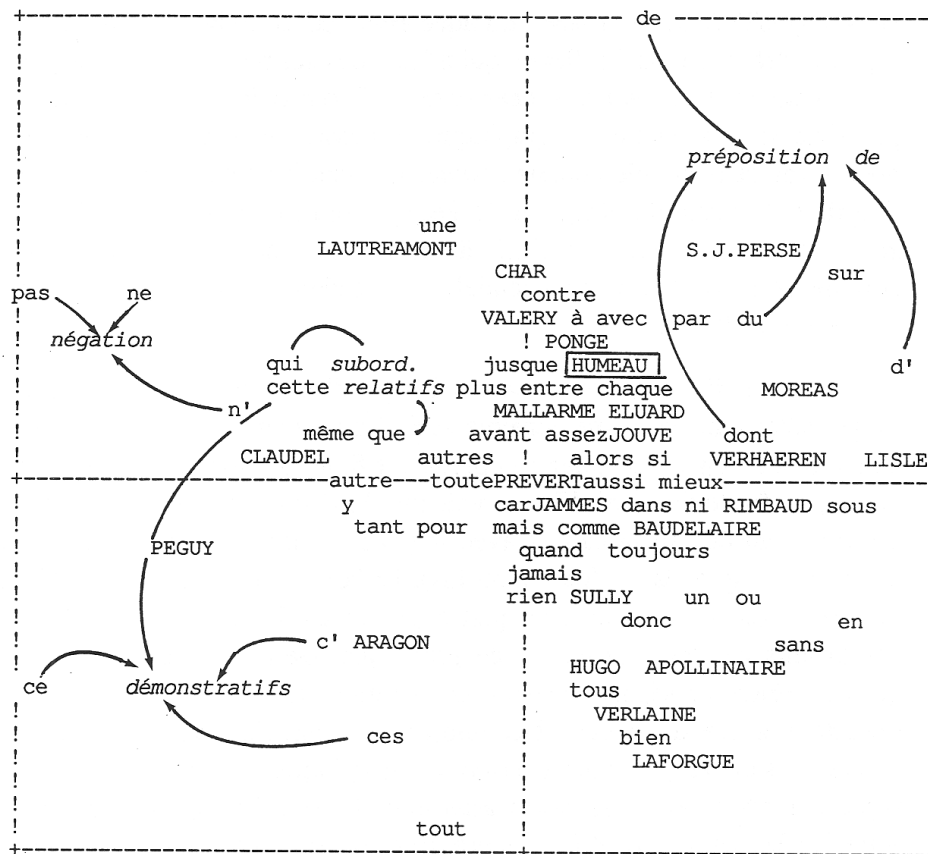 de
préposition de
une
LAUTREAMONT
S.J.PERSE
CHAR
sur
pas ne contre
VALERY à avec par du
négation
PONGE
qui subord. jusque HUMEAU d'
cette relatifs plus entre chaque MOREAS
n' MALLARME ELUARD
même que avant assezJOUVE dont
CLAUDEL autres alors si VERHAEREN LISLE
autre---toutePREVERTaussi mieux
y carJAMMES dans ni RIMBAUD sous
tant pour mais comme BAUDELAIRE
PEGUY quand toujours
jamais
rien SULLY un ou
donc en
c' ARAGON sans
HUGO APOLLINAIRE
ce démonstratifs tous
VERLAINE
ces bien
LAFORGUE
tout